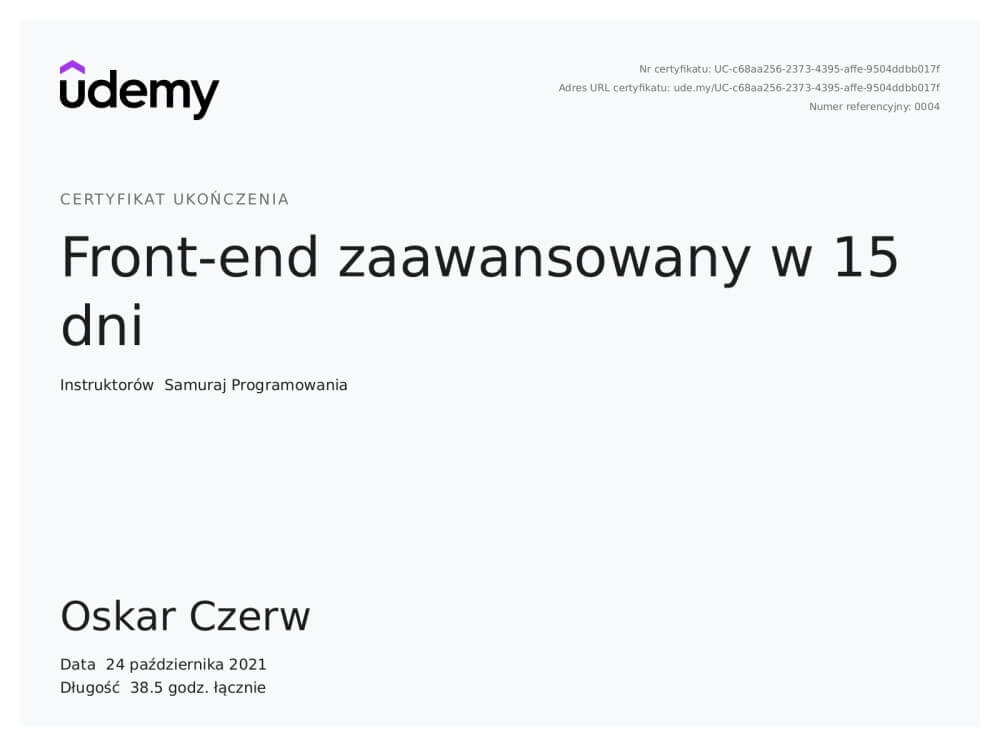 udemy
Nr certyfikatu: UC-c68aa256-2373-4395-affe-9504ddbb017f
Adres URL certyfikatu: ude.my/UC-c68aa256-2373-4395-affe-9504ddbb017f
Numer referencyjny: 0004
CERTYFIKAT UKOŃCZENIA
Front-end zaawansowany w 15
dni
Instruktorów Samuraj Programowania
Oskar Czerw
Data 24 października 2021
Długość 38.5 godz. łącznie